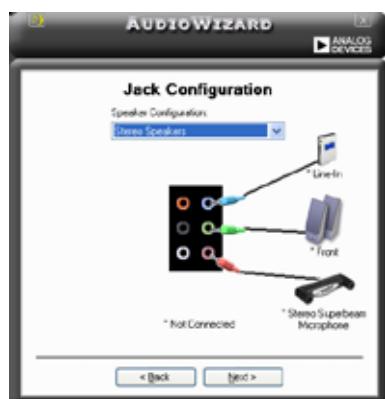 AudioWizard
ANALOG
DEVICES
Jack Configuration
Speaker Configuration:
Stereo Speakers
* Line-In
* Front
* Not Connected
* Stereo Superbeam
Microphone
< Back
Next >